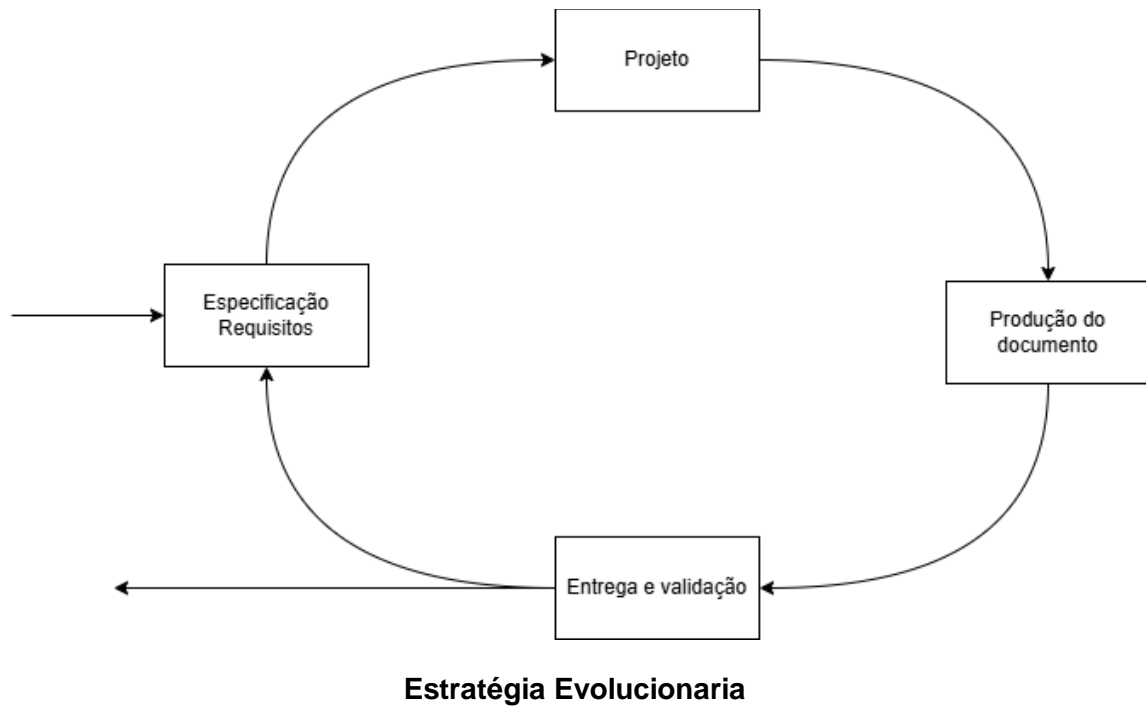 Projeto
Especificação
Requisitos
Produção do
documento
Entrega e validação
Estratégia Evolucionaria